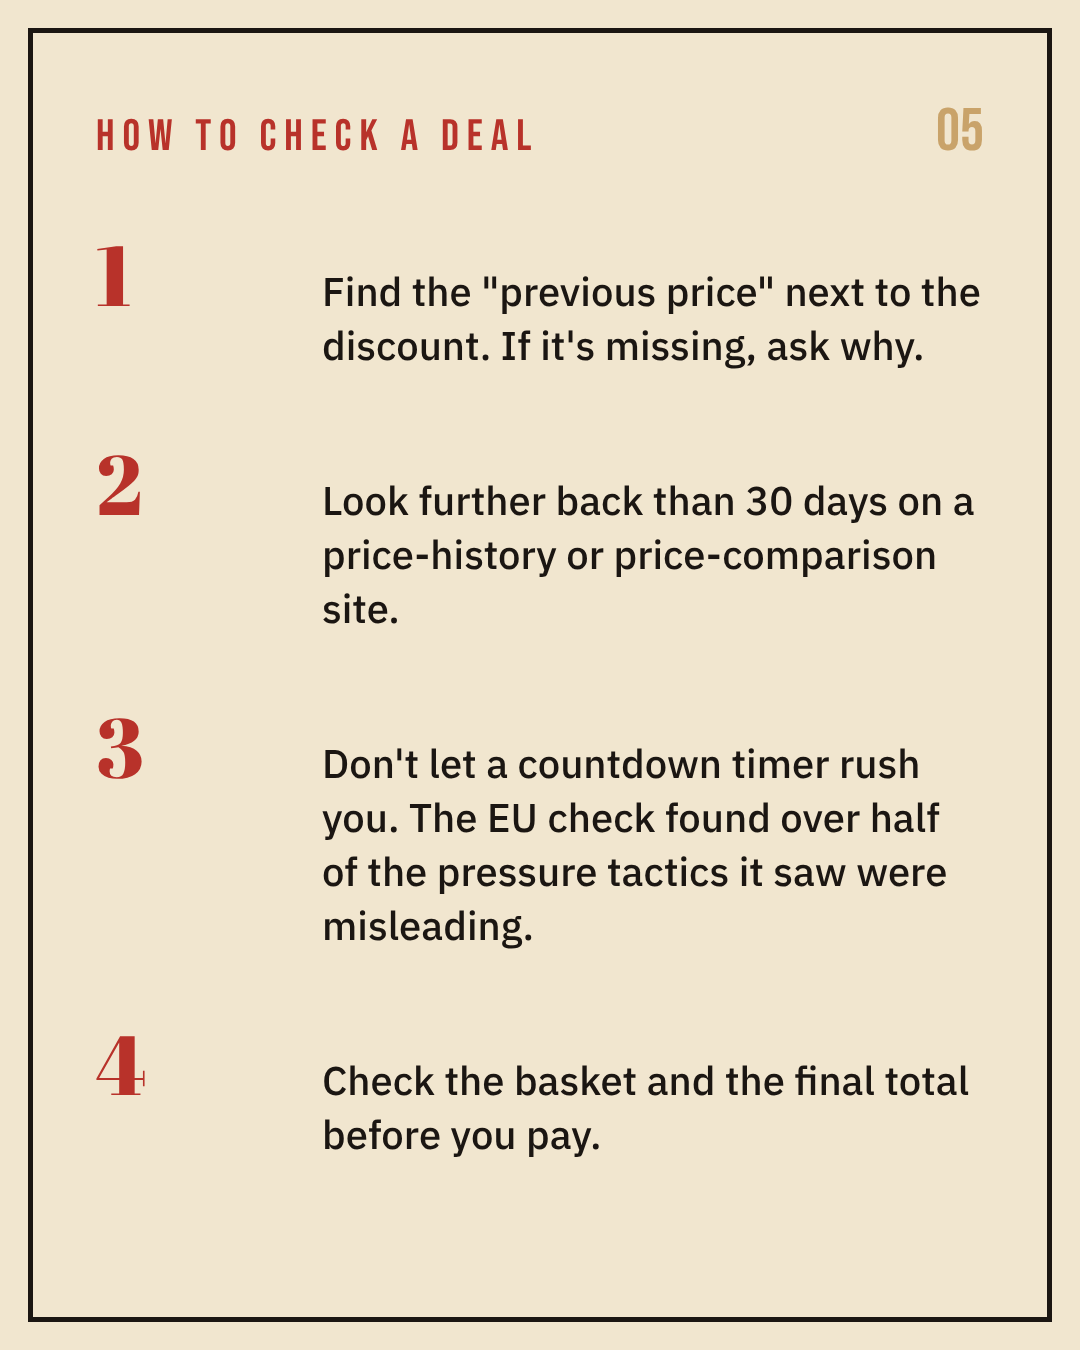 HOW TO CHECK A DEAL
05
1
Find the "previous price" next to the
discount. If it's missing, ask why.
2
Look further back than 30 days on a
price-history or price-comparison
site.
3
Don't let a countdown timer rush
you. The EU check found over half
of the pressure tactics it saw were
misleading.
4
Check the basket and the final total
before you pay.